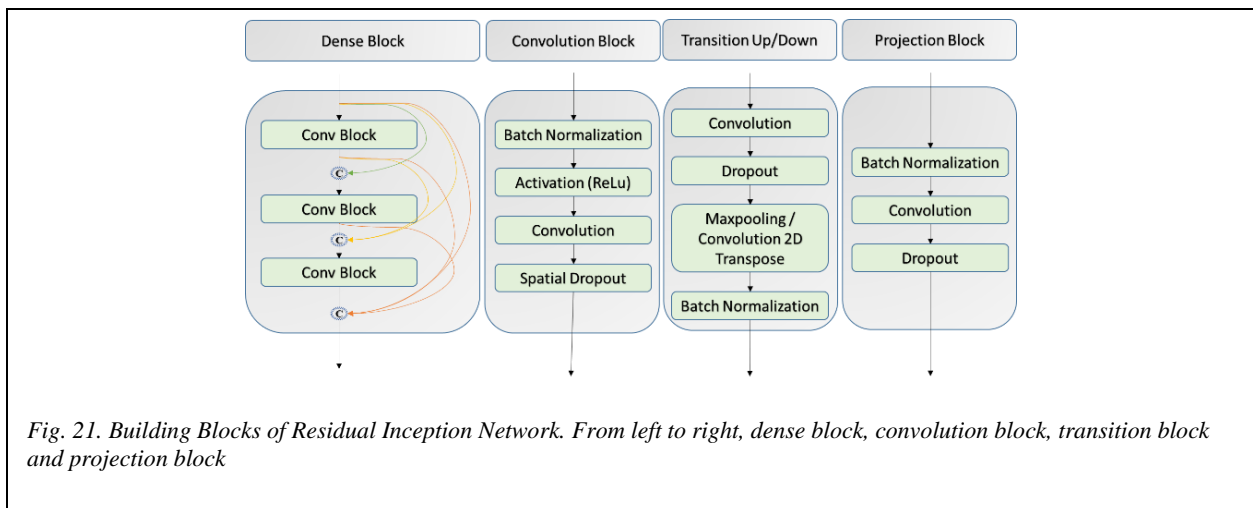 Dense Block
Convolution Block
Transition Up/Down
Projection Block
Conv Block
C
Conv Block
C
Conv Block
C
Batch Normalization
Activation (ReLu)
Convolution
Spatial Dropout
Convolution
Dropout
Maxpooling /
Convolution 2D
Transpose
Batch Normalization
Batch Normalization
Convolution
Dropout
Fig. 21. Building Blocks of Residual Inception Network. From left to right, dense block, convolution block, transition block
and projection block